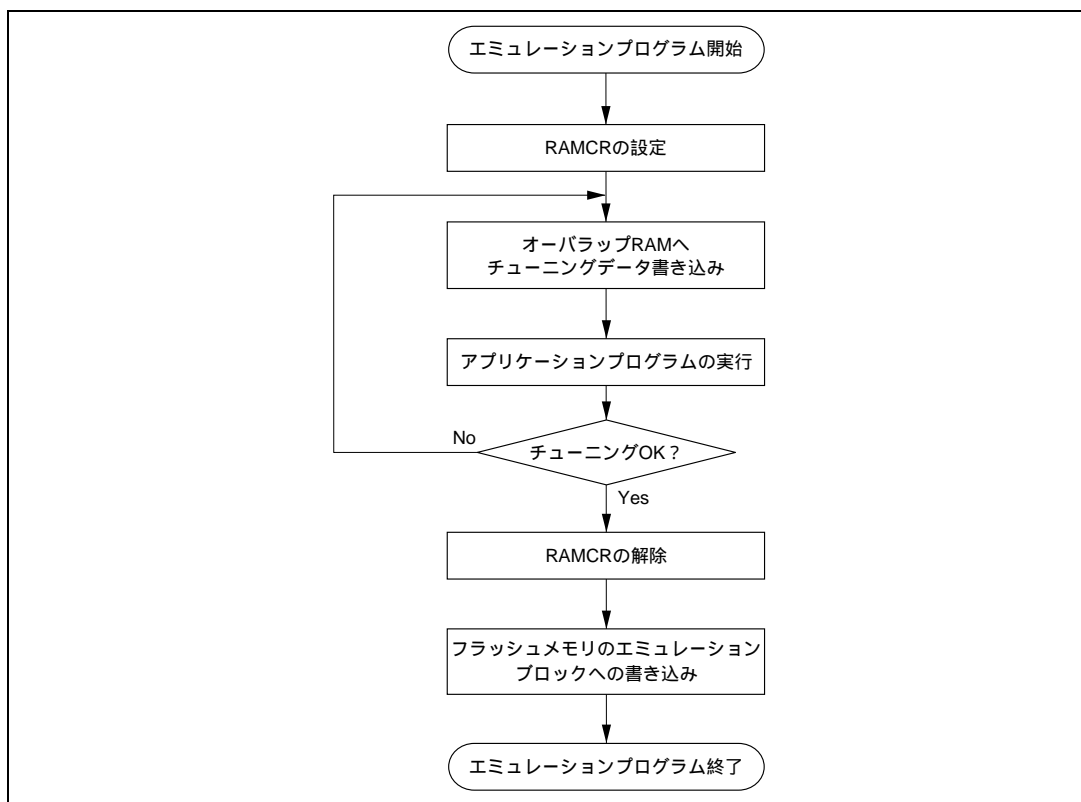 エミュレーションプログラム開始
RAMCRの設定
オーバラップRAMへ
チューニングデータ書き込み
アプリケーションプログラムの実行
No
チューニングOK？
Yes
RAMCRの解除
フラッシュメモリのエミュレーション
ブロックへの書き込み
エミュレーションプログラム終了